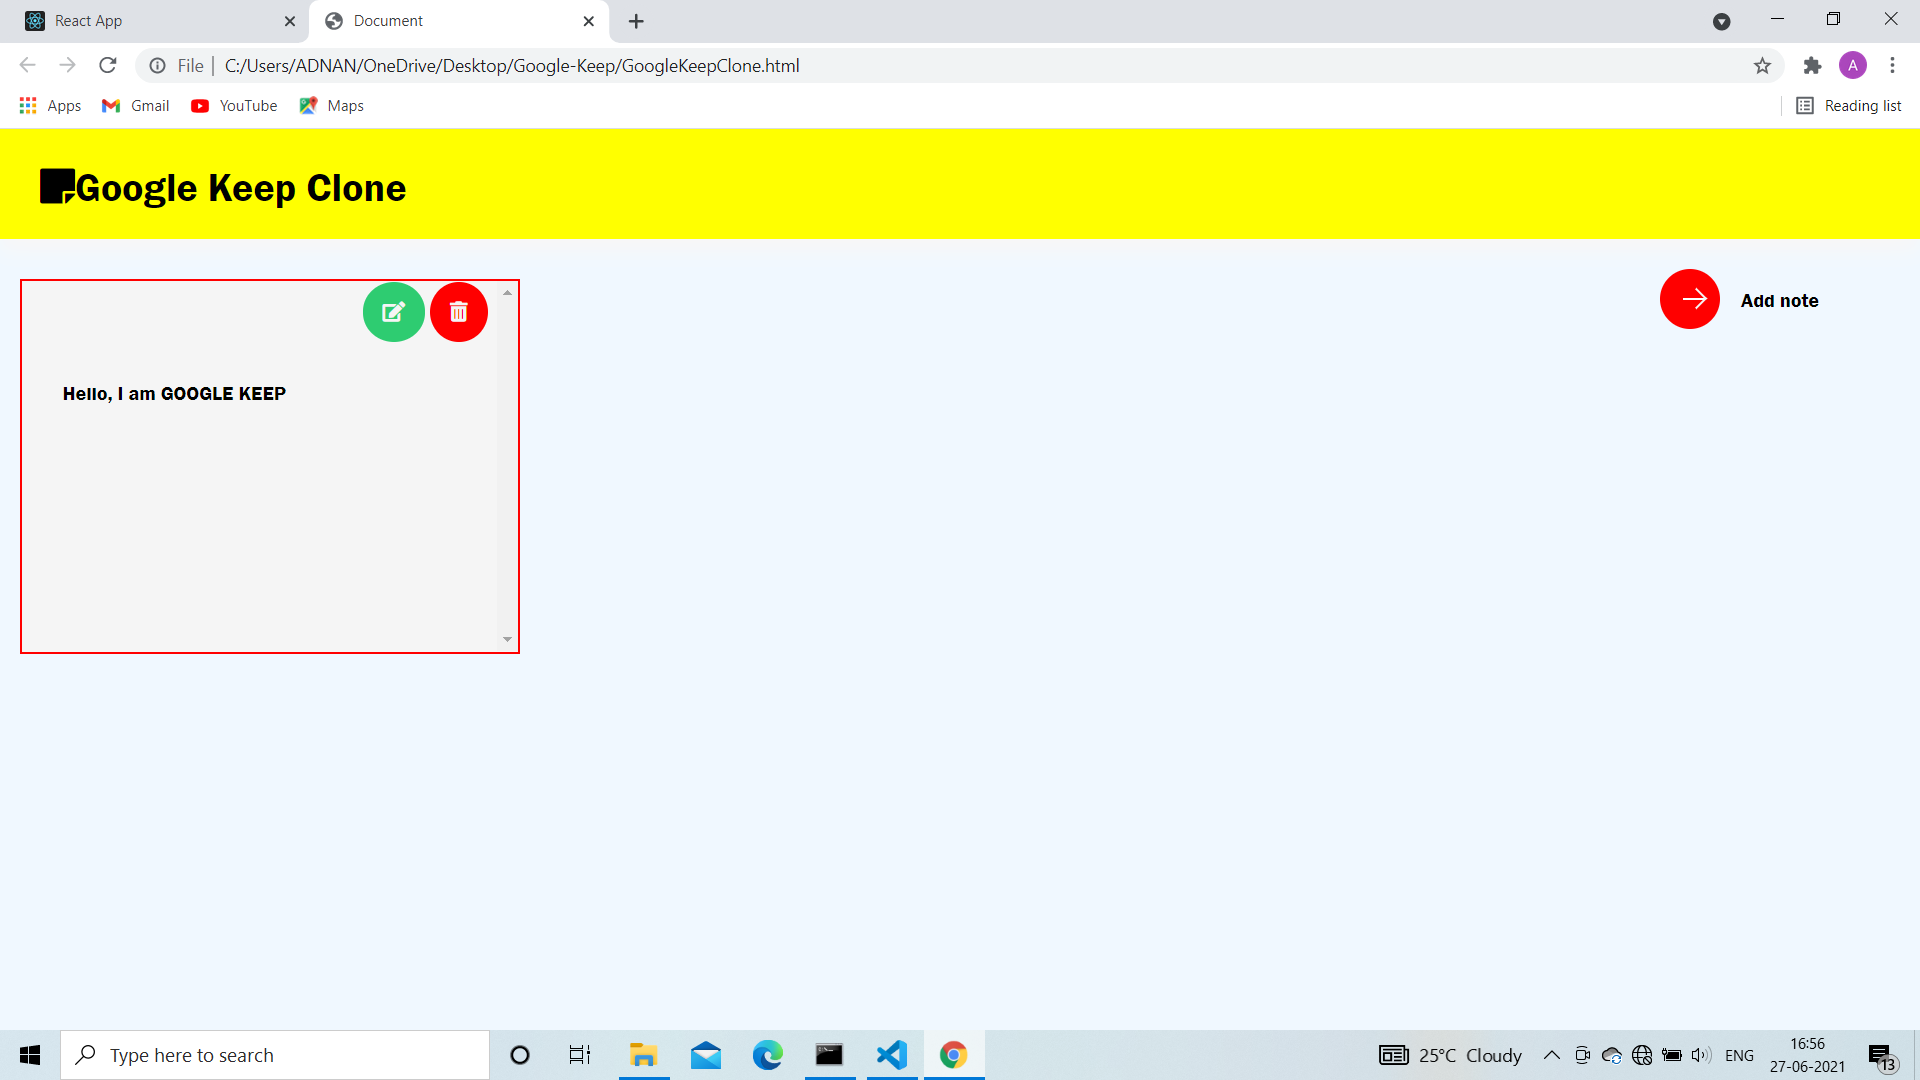 React App
Document
File
C:/Users/ADNAN/OneDrive/Desktop/Google-Keep/GoogleKeepClone.html
A
Apps
Gmail
YouTube
Maps
Reading list
Google Keep Clone
Add note
Hello, I am GOOGLE KEEP
Type here to search
25°C Cloudy
ENG
16:56
27-06-2021
13